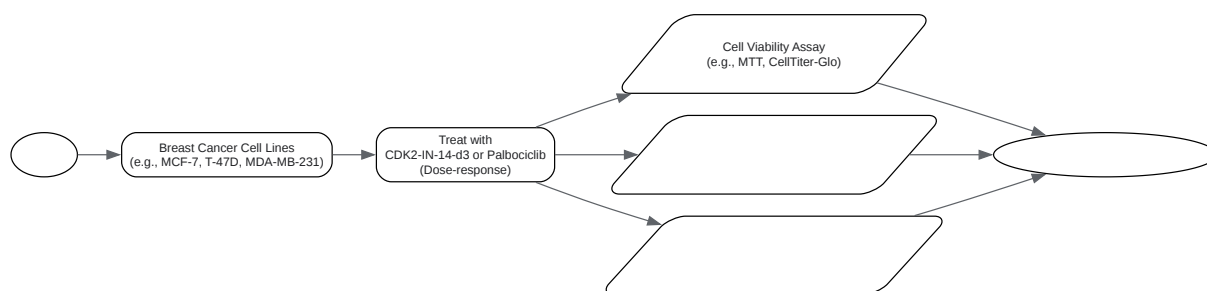 Breast Cancer Cell Lines
(e.g., MCF-7, T-47D, MDA-MB-231)
Treat with
CDK2-IN-14-d3 or Palbociclib
(Dose-response)
Cell Viability Assay
(e.g., MTT, CellTiter-Glo)